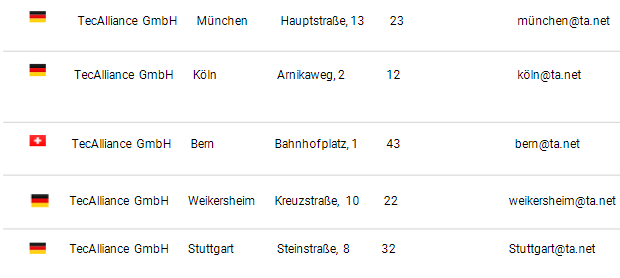 TecAlliance GmbH München Hauptstraße, 13 23 münchen@ta.net
TecAlliance GmbH Köln Arnikaweg, 2 12 köln@ta.net
TecAlliance GmbH Bern Bahnhofplatz, 1 43 bern@ta.net
TecAlliance GmbH Weikersheim Kreuzstraße, 10 22 weikersheim@ta.net
TecAlliance GmbH Stuttgart Steinstraße, 8 32 Stuttgart@ta.net